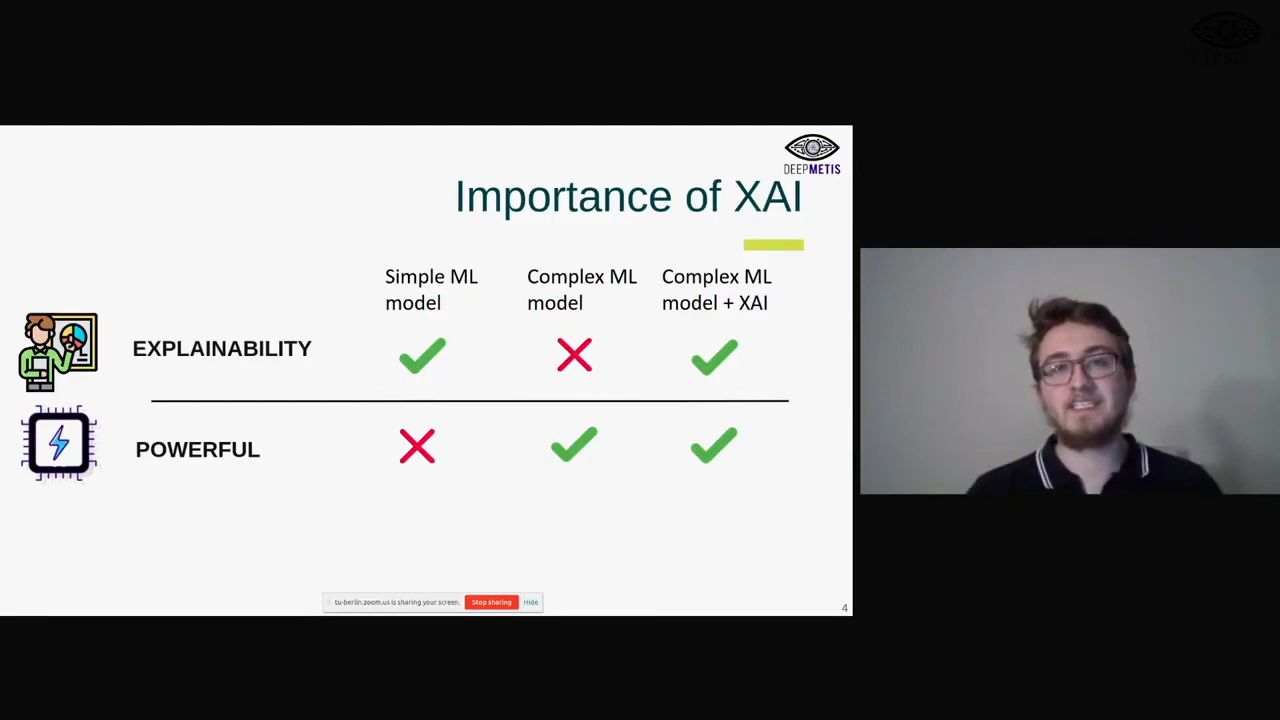 DEEPMETIS
Importance of XAI
Simple ML model
Complex ML model
Complex ML model + XAI
EXPLAINABILITY
POWERFUL
tu-berlin.zoom.us is sharing your screen.
Stop sharing
Hide
4